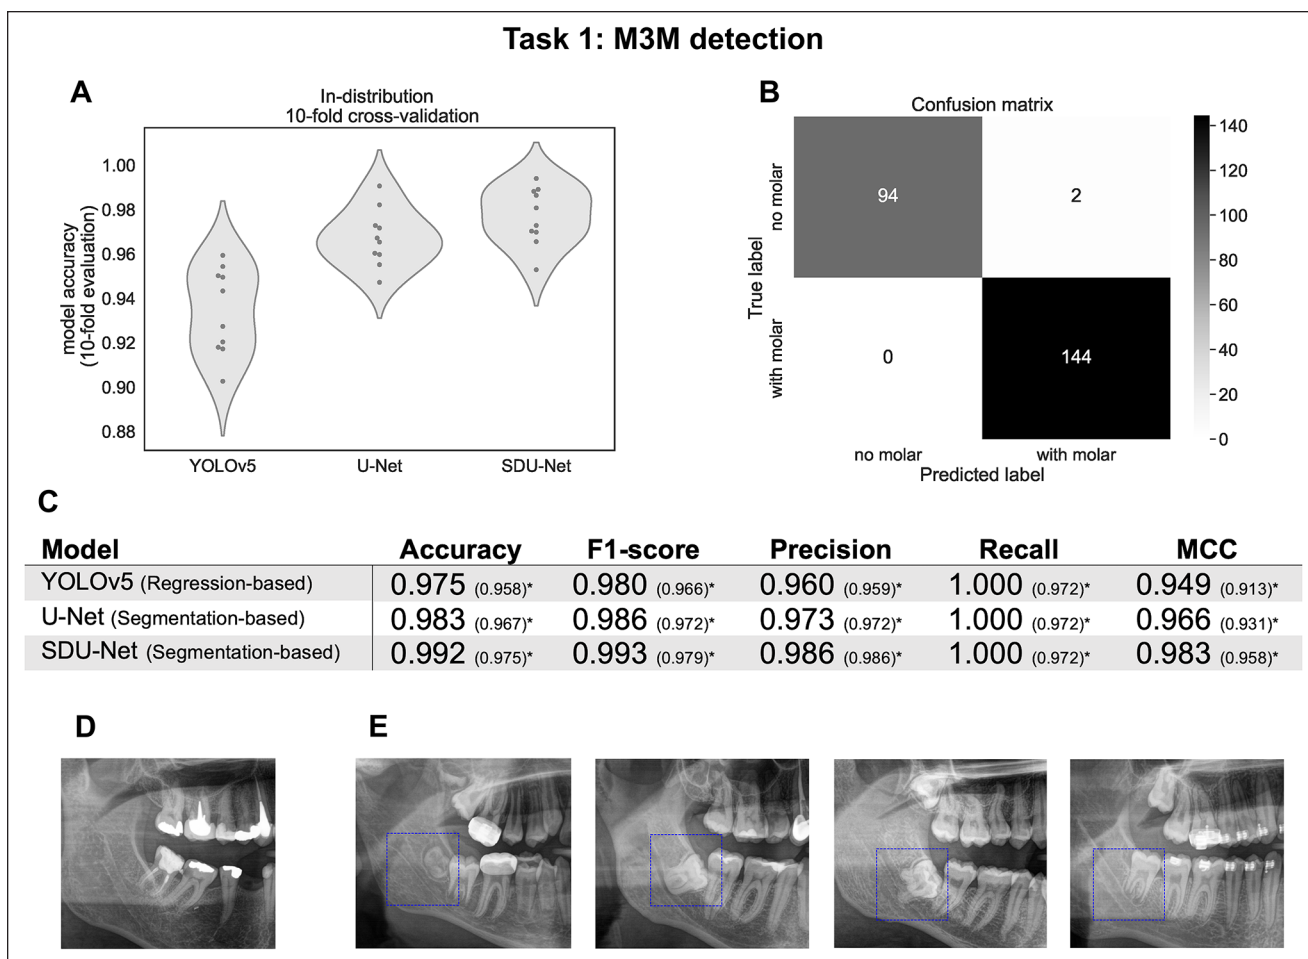 Task 1: M3M detection
A
In-distribution
10-fold cross-validation
model accuracy
(10-fold evaluation)
1.00
0.98
0.96
0.94
0.92
0.90
0.88
YOLOv5 U-Net SDU-Net
B
Confusion matrix
True label
no molar
with molar
94 2
0 144
no molar with molar
Predicted label
140
120
100
80
60
40
20
0
C
Model Accuracy F1-score Precision Recall MCC
YOLOv5 (Regression-based) 0.975 (0.958)* 0.980 (0.966)* 0.960 (0.959)* 1.000 (0.972)* 0.949 (0.913)*
U-Net (Segmentation-based) 0.983 (0.967)* 0.986 (0.972)* 0.973 (0.972)* 1.000 (0.972)* 0.966 (0.931)*
SDU-Net (Segmentation-based) 0.992 (0.975)* 0.993 (0.979)* 0.986 (0.986)* 1.000 (0.972)* 0.983 (0.958)*
D
E